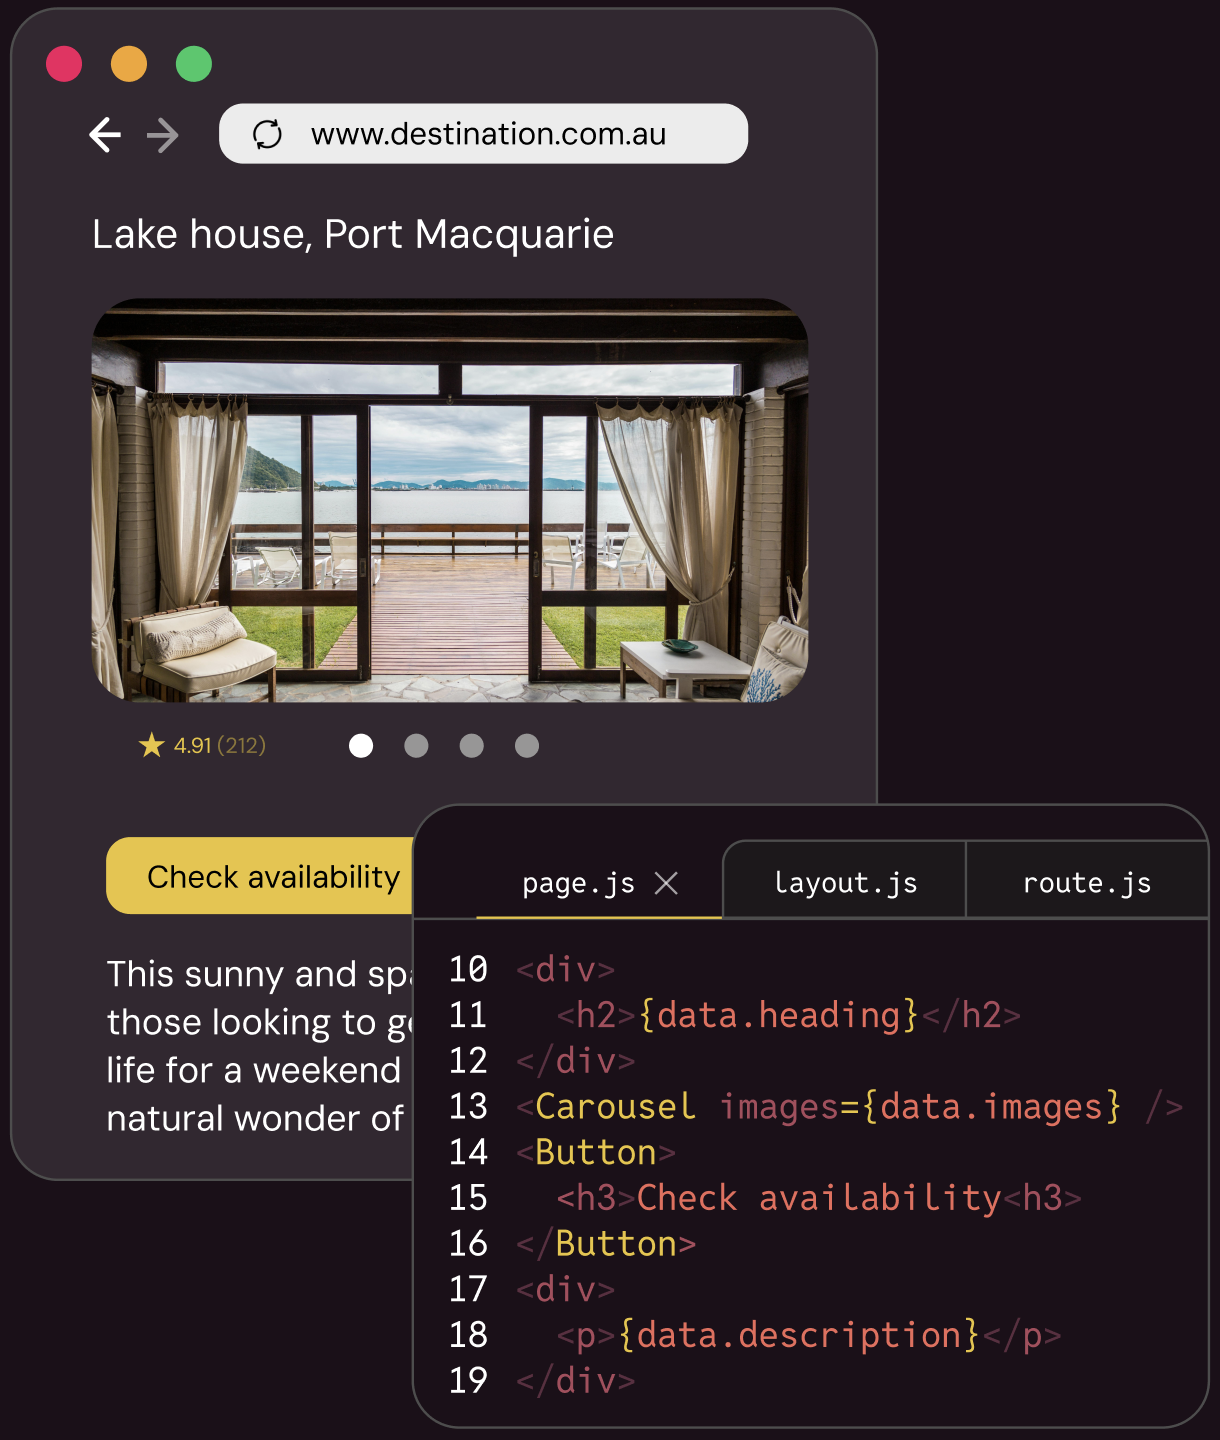 www.destination.com.au
Lake house, Port Macquarie
4.91 (212)
Check availability
This sunny and
those looking to
life for a weekend
natural wonder of
page.js
layout.js
route.js
10 <div>
11   <h2>{data.heading}</h2>
12 </div>
13 <Carousel images={data.images} />
14 <Button>
15   <h3>Check availability<h3>
16 </Button>
17 <div>
18   <p>{data.description}</p>
19 </div>